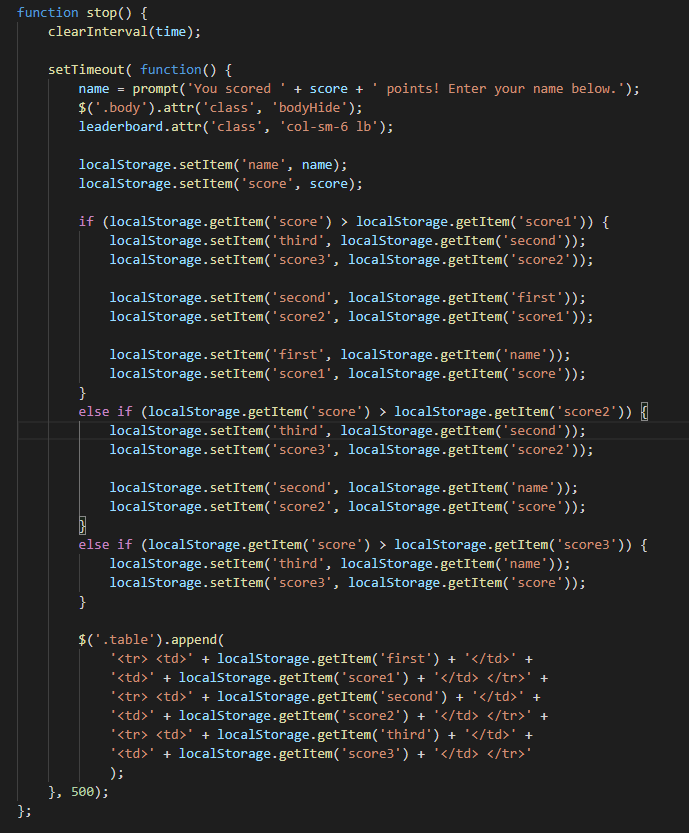 function stop() {
    clearInterval(time);

    setTimeout( function() {
        name = prompt('You scored ' + score + ' points! Enter your name below.');
        $('.body').attr('class', 'bodyHide');
        leaderboard.attr('class', 'col-sm-6 lb');

        localStorage.setItem('name', name);
        localStorage.setItem('score', score);

        if (localStorage.getItem('score') > localStorage.getItem('score1')) {
            localStorage.setItem('third', localStorage.getItem('second'));
            localStorage.setItem('score3', localStorage.getItem('score2'));

            localStorage.setItem('second', localStorage.getItem('first'));
            localStorage.setItem('score2', localStorage.getItem('score1'));

            localStorage.setItem('first', localStorage.getItem('name'));
            localStorage.setItem('score1', localStorage.getItem('score'));
        }
        else if (localStorage.getItem('score') > localStorage.getItem('score2')) {
            localStorage.setItem('third', localStorage.getItem('second'));
            localStorage.setItem('score3', localStorage.getItem('score2'));

            localStorage.setItem('second', localStorage.getItem('name'));
            localStorage.setItem('score2', localStorage.getItem('score'));
        }
        else if (localStorage.getItem('score') > localStorage.getItem('score3')) {
            localStorage.setItem('third', localStorage.getItem('name'));
            localStorage.setItem('score3', localStorage.getItem('score'));
        }

        $('.table').append(
            '<tr> <td>' + localStorage.getItem('first') + '</td>' +
            '<td>' + localStorage.getItem('score1') + '</td> </tr>' +
            '<tr> <td>' + localStorage.getItem('second') + '</td>' +
            '<td>' + localStorage.getItem('score2') + '</td> </tr>' +
            '<tr> <td>' + localStorage.getItem('third') + '</td>' +
            '<td>' + localStorage.getItem('score3') + '</td> </tr>'
            );
    }, 500);
};